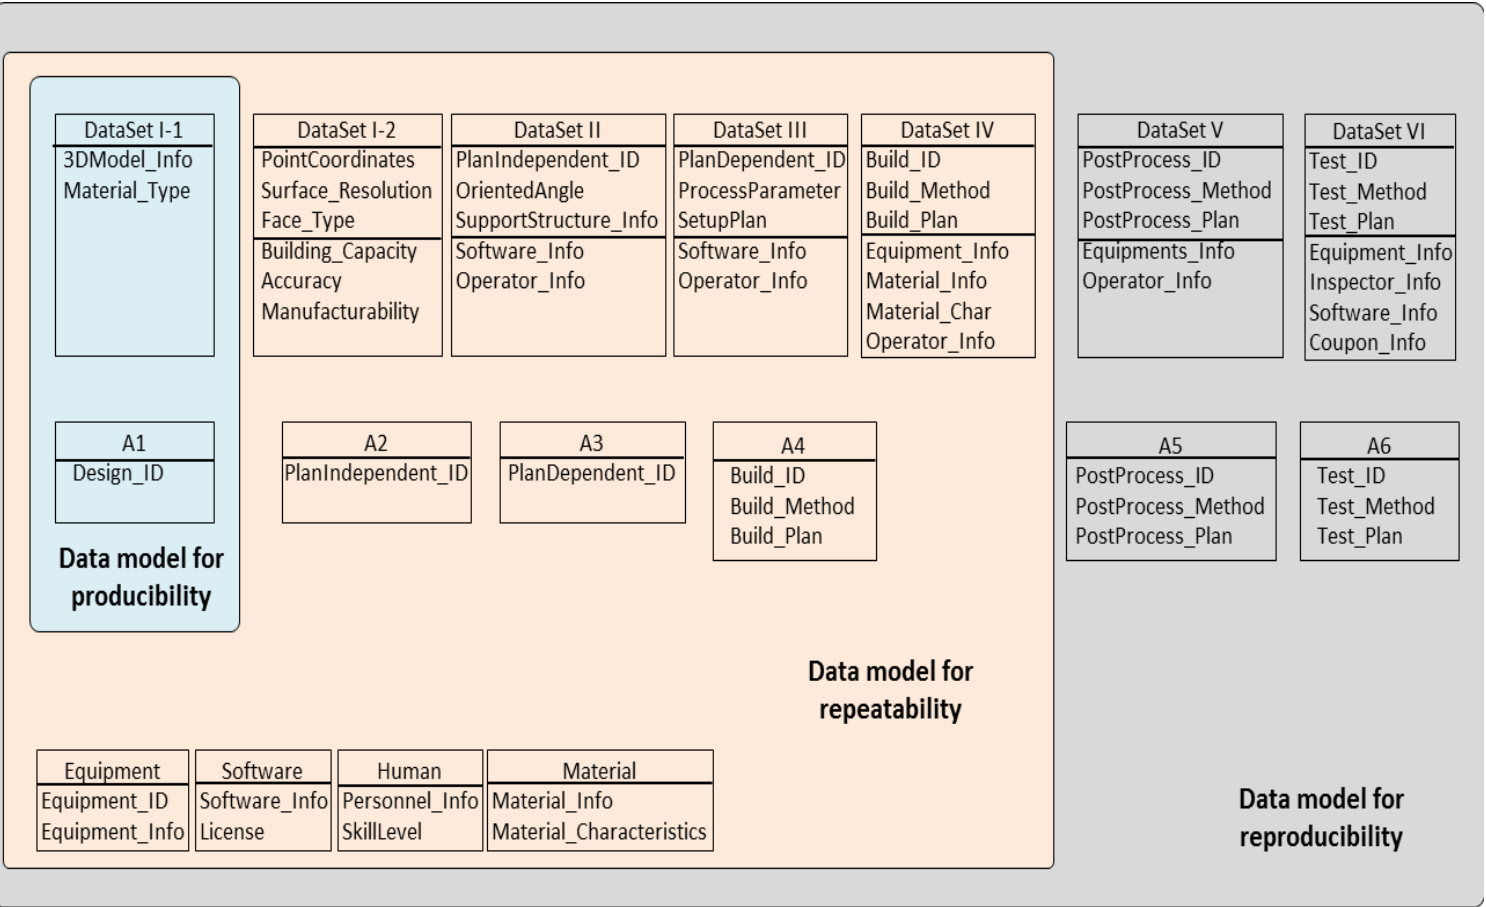 DataSet I-1
3DModel_Info
Material_Type
DataSet I-2
PointCoordinates
Surface_Resolution
Face_Type
Building_Capacity
Accuracy
Manufacturability
DataSet II
PlanIndependent_ID
OrientedAngle
SupportStructure_Info
Software_Info
Operator_Info
DataSet III
PlanDependent_ID
ProcessParameter
SetupPlan
Software_Info
Operator_Info
DataSet IV
Build_ID
Build_Method
Build_Plan
Equipment_Info
Material_Info
Material_Char
Operator_Info
DataSet V
PostProcess_ID
PostProcess_Method
PostProcess_Plan
Equipments_Info
Operator_Info
DataSet VI
Test_ID
Test_Method
Test_Plan
Equipment_Info
Inspector_Info
Software_Info
Coupon_Info
A1
Design_ID
A2
PlanIndependent_ID
A3
PlanDependent_ID
A4
Build_ID
Build_Method
Build_Plan
A5
PostProcess_ID
PostProcess_Method
PostProcess_Plan
A6
Test_ID
Test_Method
Test_Plan
Data model for
producibility
Data model for
repeatability
Equipment
Equipment_ID
Equipment_Info
Software
Software_Info
License
Human
Personnel_Info
SkillLevel
Material
Material_Info
Material_Characteristics
Data model for
reproducibility